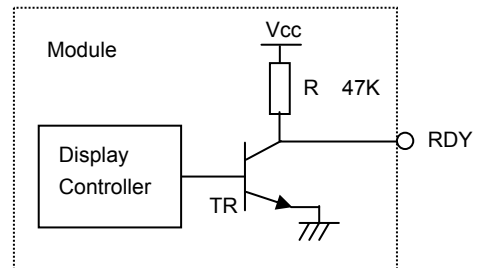 Vcc
Module
R 47K
RDY
Display
Controller
TR